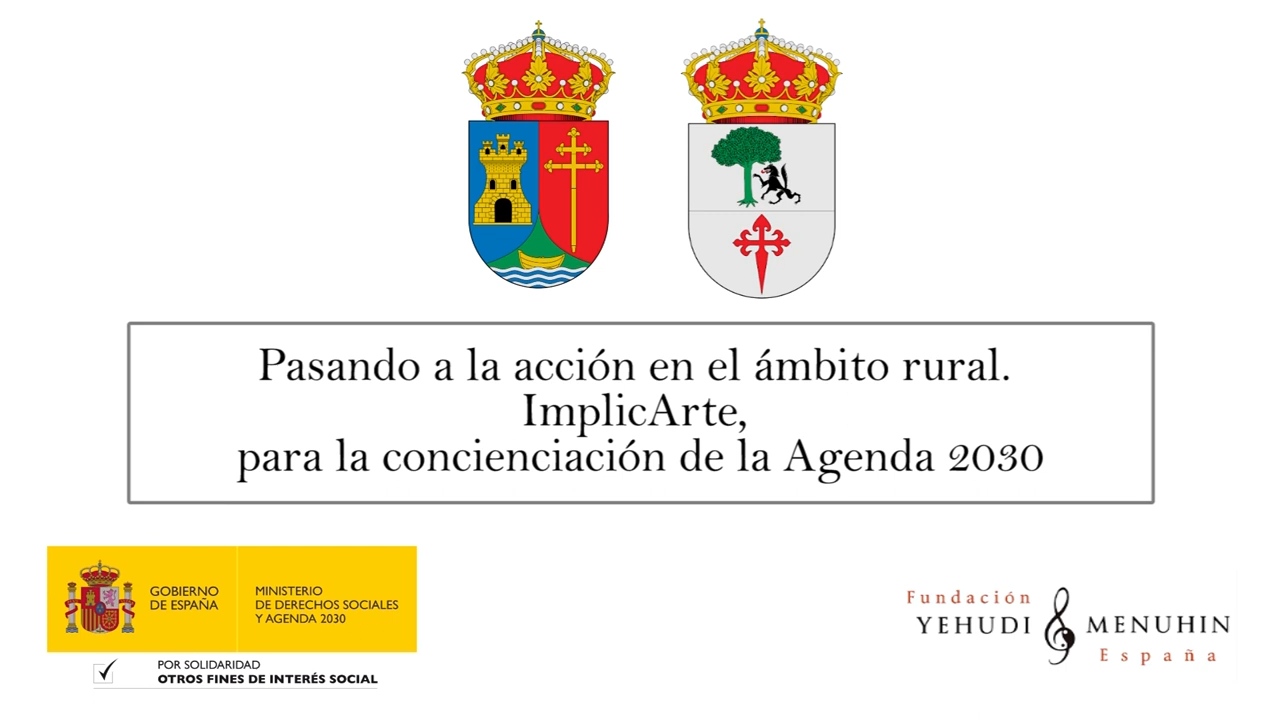 Pasando a la acción en el ámbito rural.
ImplicArte,
para la concienciación de la Agenda 2030
GOBIERNO
DE ESPAÑA
MINISTERIO
DE DERECHOS SOCIALES
Y AGENDA 2030
POR SOLIDARIDAD
OTROS FINES DE INTERÉS SOCIAL
Fundación
YEHUDI MENUHIN
España